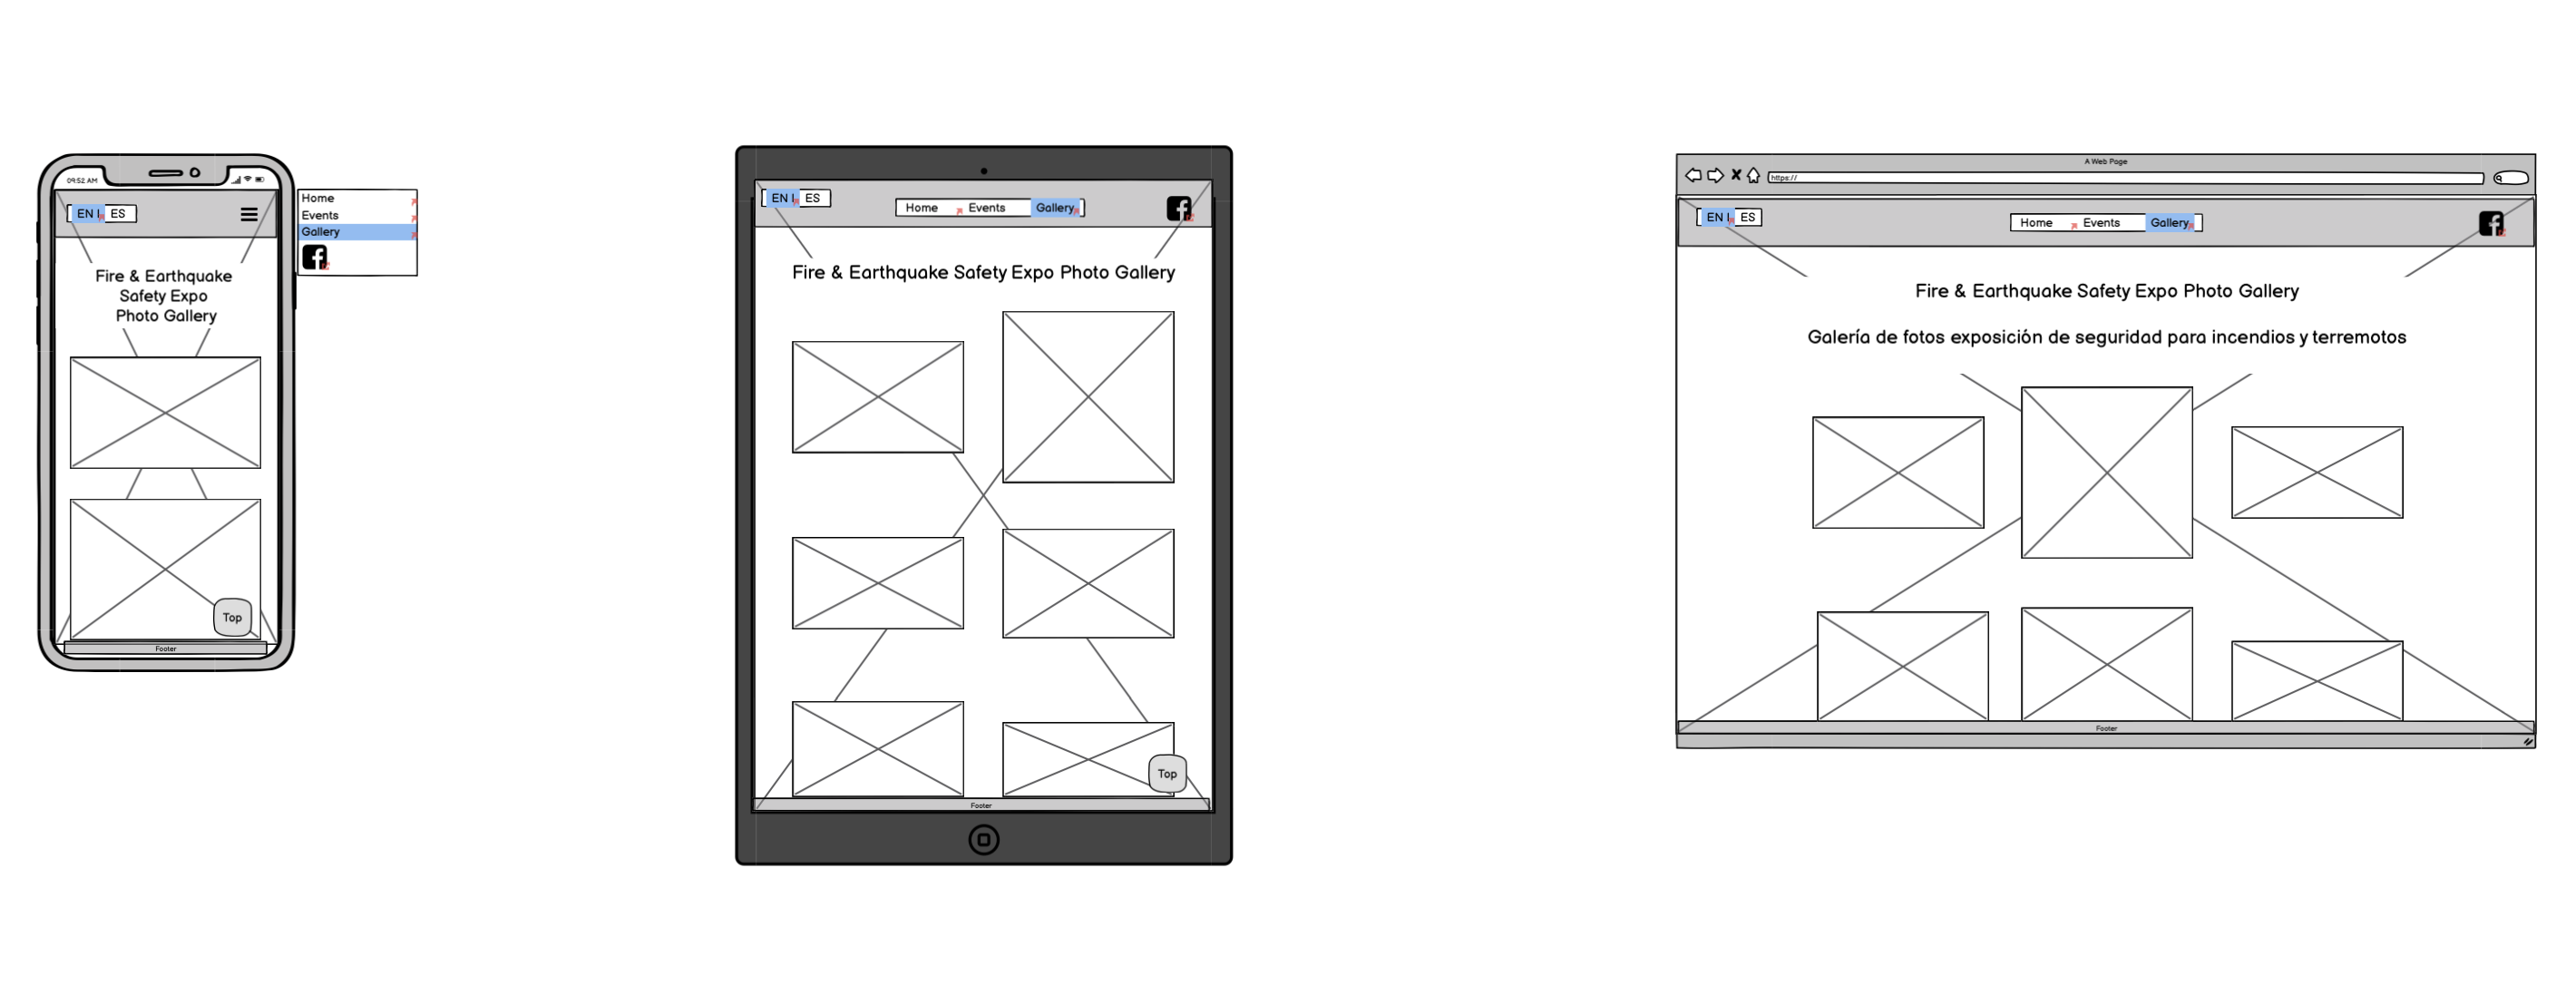 09:52 AM
EN | ES
Home
Events
Gallery
Fire & Earthquake
Safety Expo
Photo Gallery
Top
Footer
EN | ES
Home Events Gallery
Fire & Earthquake Safety Expo Photo Gallery
Top
Footer
A Web Page
https://
EN | ES
Home Events Gallery
Fire & Earthquake Safety Expo Photo Gallery
Galería de fotos exposición de seguridad para incendios y terremotos
Footer